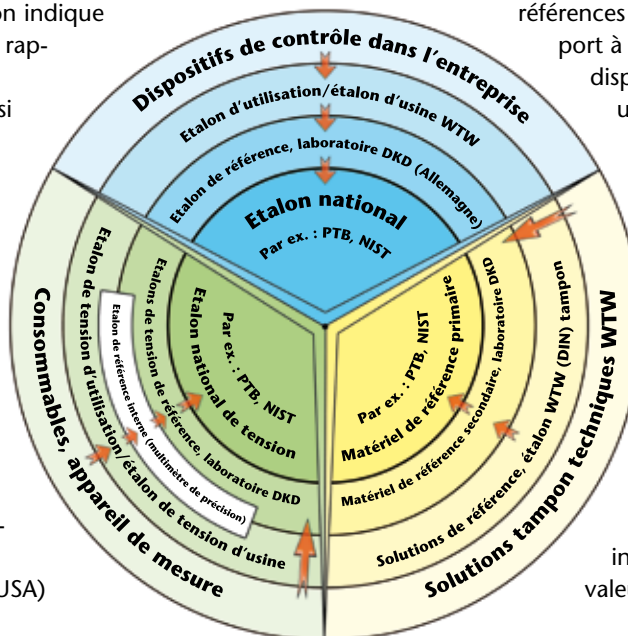 on indique
rap-
si
références
port à
disp
u
Dispositifs de contrôle dans l'entreprise
Etalon d'utilisation/étalon d'usine WTW
Etalon de référence, laboratoire DKD (Allemagne)
Etalon national
Par ex. : PTB, NIST
Consommables, appareil de mesure
Etalon de tension d'utilisation/étalon de tension d'usine
Etalon de référence interne (multimètre de précision)
Etalons de tension de référence, laboratoire DKD
Etalon national de tension
Par ex. : PTB, NIST
Par ex. : PTB, NIST
Matériel de référence primaire
Matériel de référence secondaire, laboratoire DKD
Solutions de référence, étalon WTW (DIN) tampon
Solutions tampon techniques WTW
-
USA)
in
valer